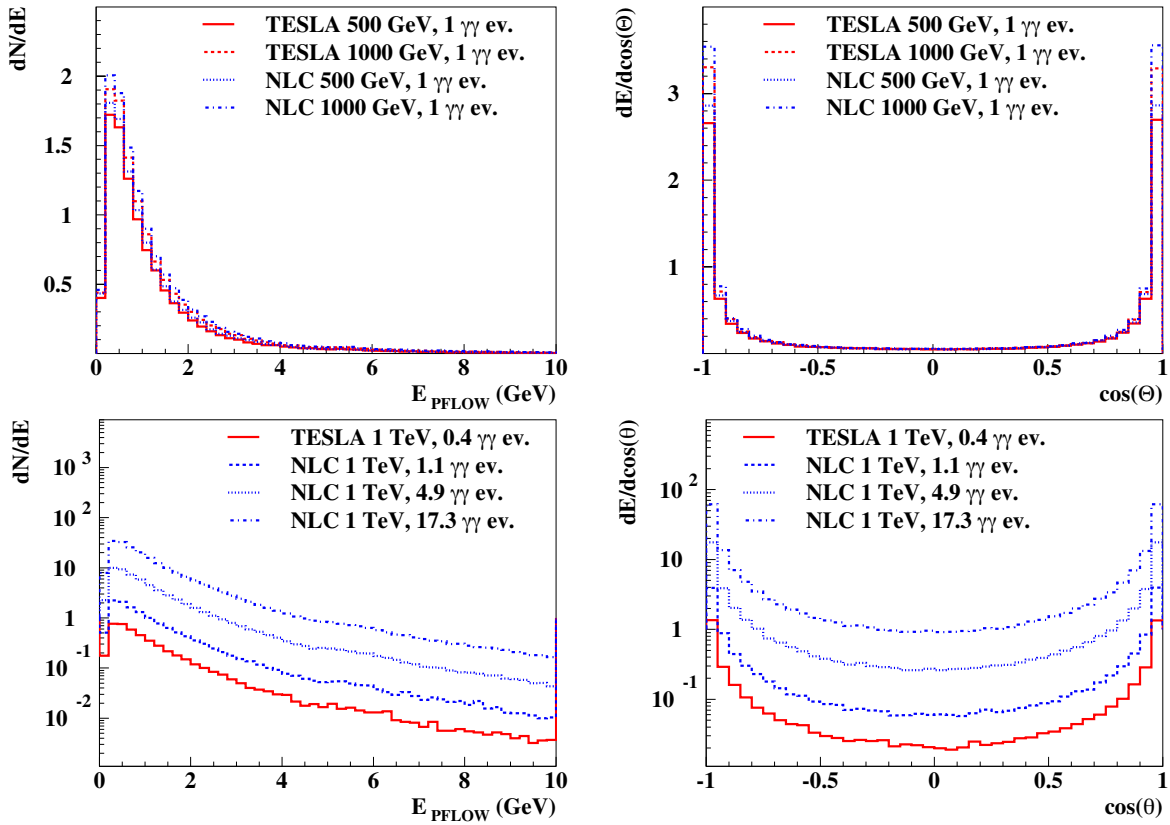 dN/dE
TESLA 500 GeV, 1 γγ ev.
TESLA 1000 GeV, 1 γγ ev.
NLC 500 GeV, 1 γγ ev.
NLC 1000 GeV, 1 γγ ev.
2
1.5
1
0.5
0 2 4 6 8 10
E PFLOW (GeV)
dE/dcos(Θ)
TESLA 500 GeV, 1 γγ ev.
TESLA 1000 GeV, 1 γγ ev.
NLC 500 GeV, 1 γγ ev.
NLC 1000 GeV, 1 γγ ev.
3
2
1
-1 -0.5 0 0.5 1
cos(Θ)
dN/dE
TESLA 1 TeV, 0.4 γγ ev.
NLC 1 TeV, 1.1 γγ ev.
NLC 1 TeV, 4.9 γγ ev.
NLC 1 TeV, 17.3 γγ ev.
10^3
10^2
10
1
10^-1
10^-2
0 2 4 6 8 10
E PFLOW (GeV)
dE/dcos(θ)
TESLA 1 TeV, 0.4 γγ ev.
NLC 1 TeV, 1.1 γγ ev.
NLC 1 TeV, 4.9 γγ ev.
NLC 1 TeV, 17.3 γγ ev.
10^2
10
1
10^-1
-1 -0.5 0 0.5 1
cos(θ)